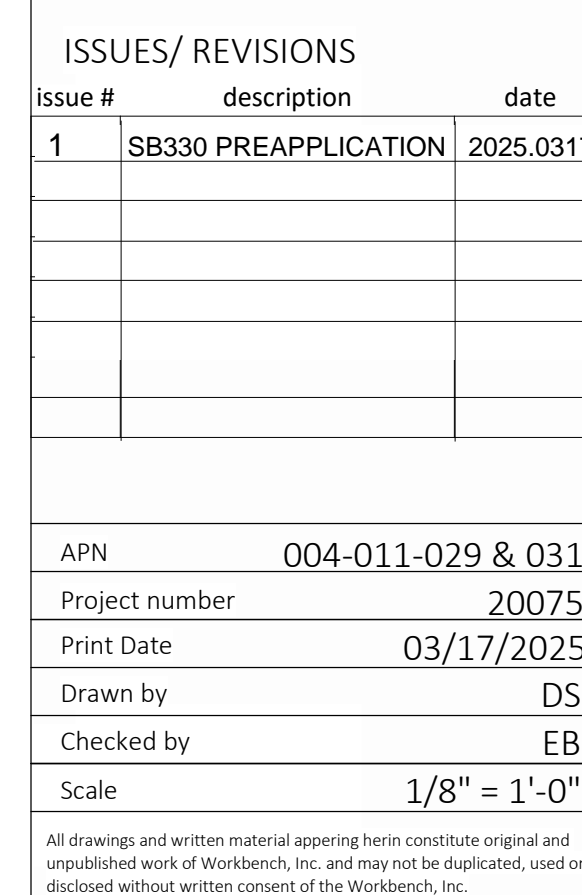 ISSUES/ REVISIONS
issue # description date
1 SB330 PREAPPLICATION 2025.0317
APN 004-011-029 & 031
Project number 20075
Print Date 03/17/2025
Drawn by DS
Checked by EB
Scale 1/8" = 1'-0"
All drawings and written material appering herin constitute original and
unpublished work of Workbench, Inc. and may not be duplicated, used or
disclosed without written consent of the Workbench, Inc.